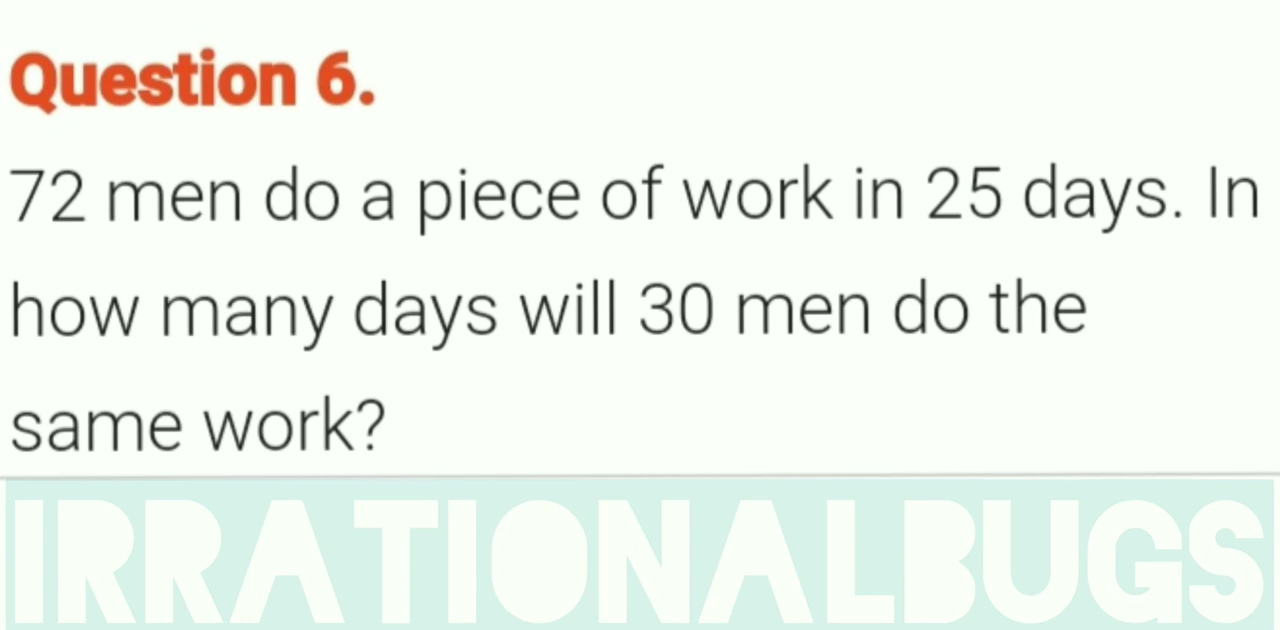 Question 6.
72 men do a piece of work in 25 days. In
how many days will 30 men do the
same work?
IRRATIONALBUGS